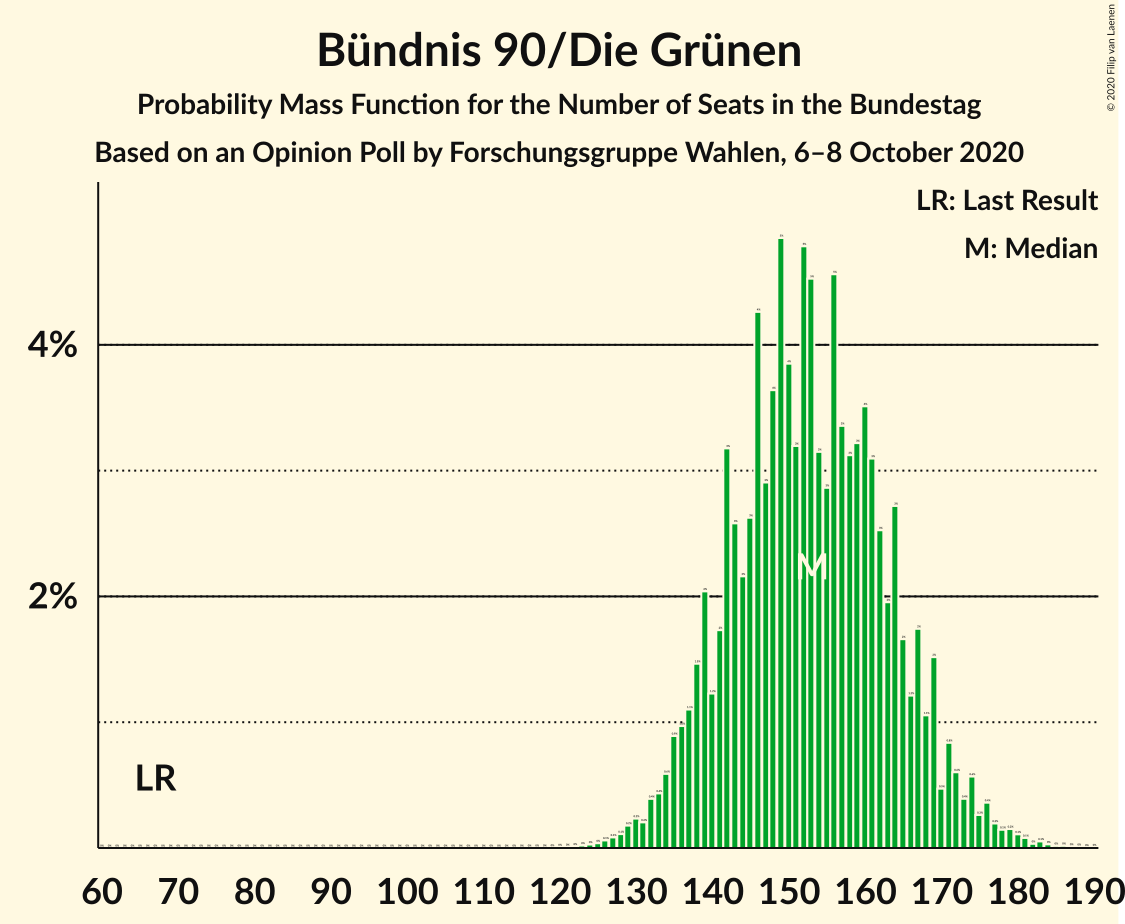 Bündnis 90/Die Grünen
Probability Mass Function for the Number of Seats in the Bundestag
Based on an Opinion Poll by Forschungsgruppe Wahlen, 6–8 October 2020
© 2020 Filip van Laenen
LR: Last Result
M: Median
4%
2%
M
LR
60 70 80 90 100 110 120 130 140 150 160 170 180 190